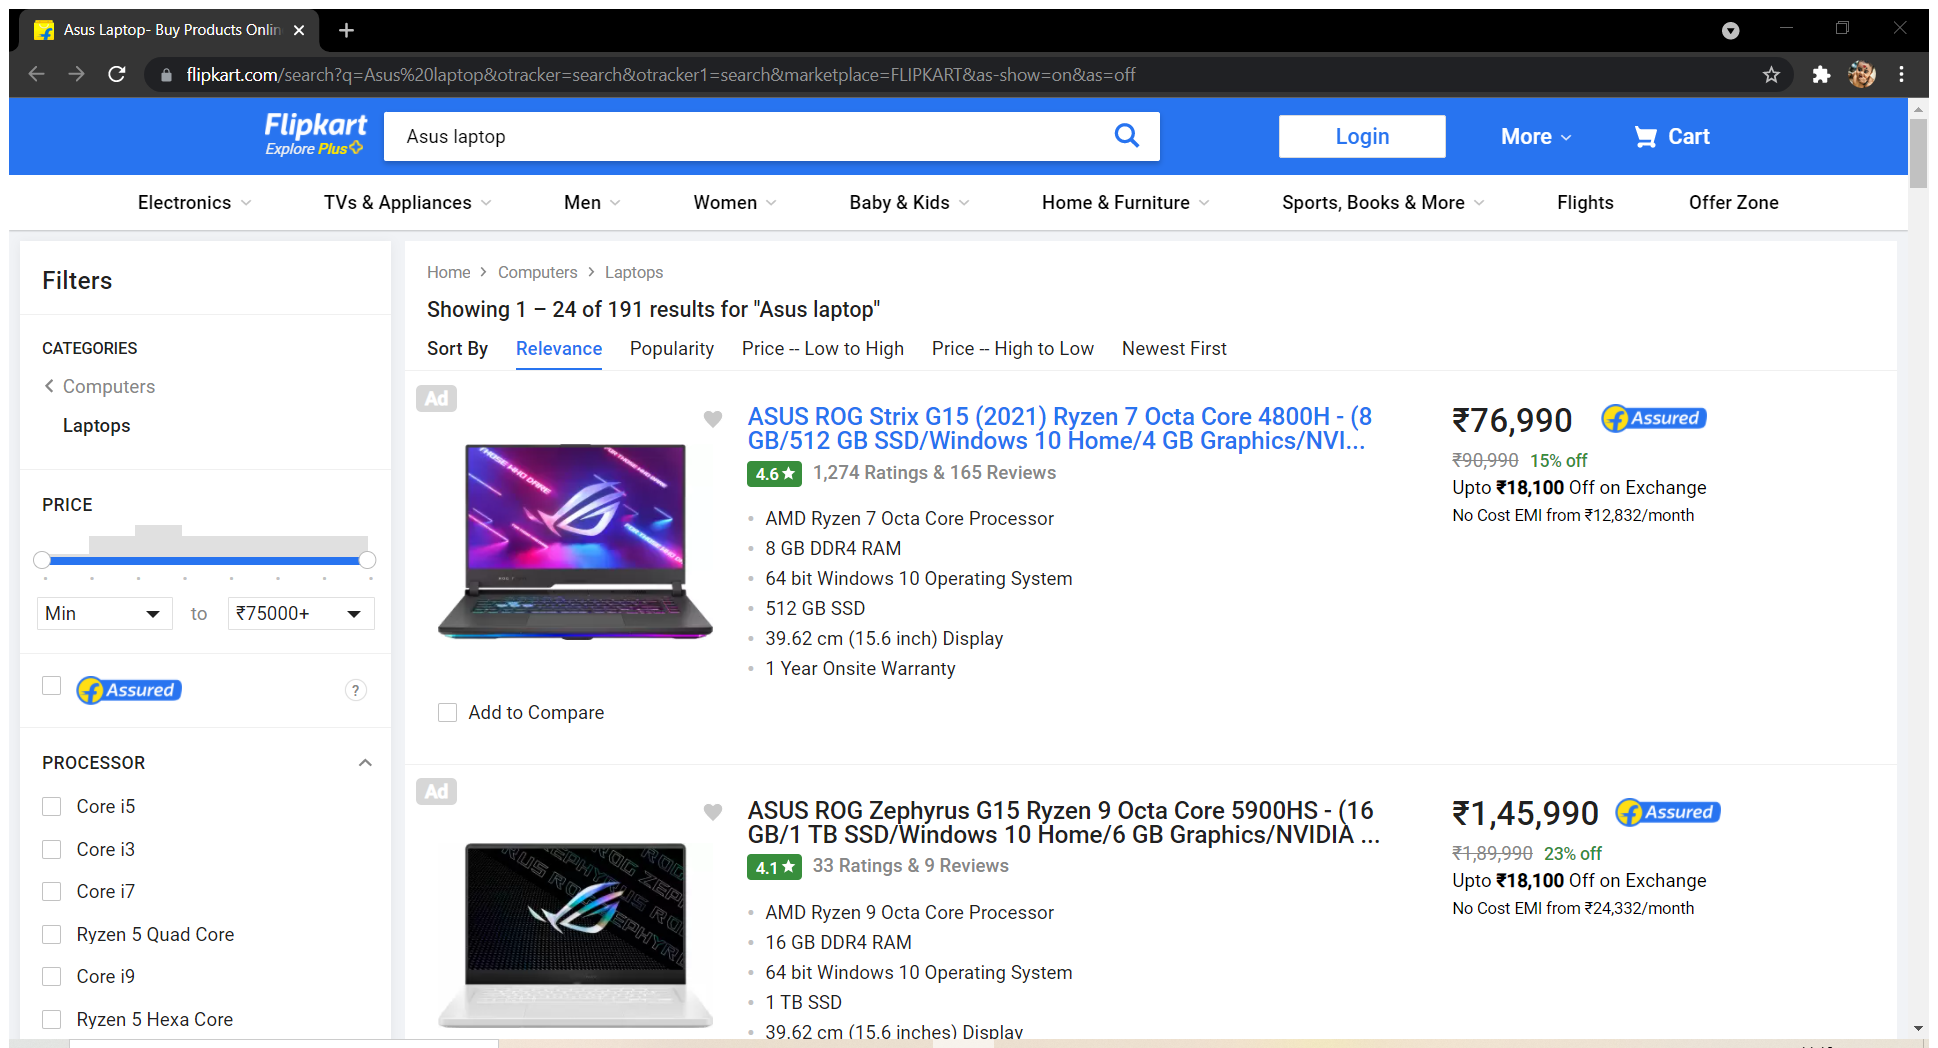 Asus Laptop- Buy Products Onlin
flipkart.com/search?q=Asus%20laptop&otracker=search&otracker1=search&marketplace=FLIPKART&as-show=on&as=off
Flipkart
Explore Plus
Asus laptop
Login
More
Cart
Electronics
TVs & Appliances
Men
Women
Baby & Kids
Home & Furniture
Sports, Books & More
Flights
Offer Zone
Filters
CATEGORIES
Computers
Laptops
PRICE
Min
to
₹75000+
Assured
?
PROCESSOR
Core i5
Core i3
Core i7
Ryzen 5 Quad Core
Core i9
Ryzen 5 Hexa Core
Home > Computers > Laptops
Showing 1 – 24 of 191 results for "Asus laptop"
Sort By Relevance Popularity Price -- Low to High Price -- High to Low Newest First
Ad
ASUS ROG Strix G15 (2021) Ryzen 7 Octa Core 4800H - (8
GB/512 GB SSD/Windows 10 Home/4 GB Graphics/NVI...
4.6★ 1,274 Ratings & 165 Reviews
AMD Ryzen 7 Octa Core Processor
8 GB DDR4 RAM
64 bit Windows 10 Operating System
512 GB SSD
39.62 cm (15.6 inch) Display
1 Year Onsite Warranty
₹76,990
Assured
₹90,990 15% off
Upto ₹18,100 Off on Exchange
No Cost EMI from ₹12,832/month
Add to Compare
Ad
ASUS ROG Zephyrus G15 Ryzen 9 Octa Core 5900HS - (16
GB/1 TB SSD/Windows 10 Home/6 GB Graphics/NVIDIA ...
4.1★ 33 Ratings & 9 Reviews
AMD Ryzen 9 Octa Core Processor
16 GB DDR4 RAM
64 bit Windows 10 Operating System
1 TB SSD
39.62 cm (15.6 inches) Display
₹1,45,990
Assured
₹1,89,990 23% off
Upto ₹18,100 Off on Exchange
No Cost EMI from ₹24,332/month